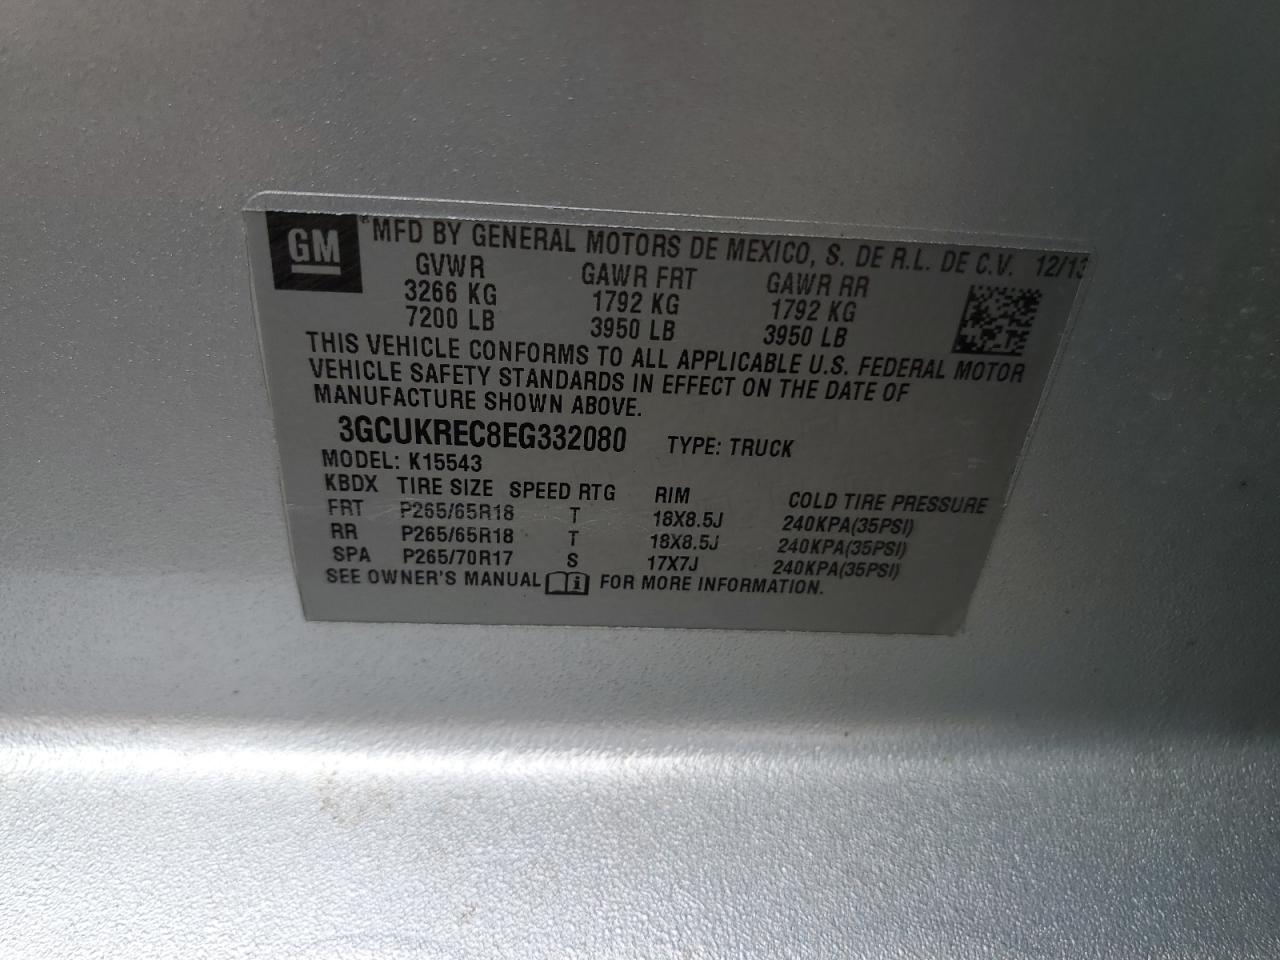 GM
®MFD BY GENERAL MOTORS DE MEXICO, S. DE R.L. DE C.V. 12/13
GVWR GAWR FRT GAWR RR
3266 KG 1792 KG 1792 KG
7200 LB 3950 LB 3950 LB
THIS VEHICLE CONFORMS TO ALL APPLICABLE U.S. FEDERAL MOTOR
VEHICLE SAFETY STANDARDS IN EFFECT ON THE DATE OF
MANUFACTURE SHOWN ABOVE.
3GCUKREC8EG332080 TYPE: TRUCK
MODEL: K15543
KBDX TIRE SIZE SPEED RTG RIM COLD TIRE PRESSURE
FRT P265/65R18 T 18X8.5J 240KPA(35PSI)
RR P265/65R18 T 18X8.5J 240KPA(35PSI)
SPA P265/70R17 S 17X7J 240KPA(35PSI)
SEE OWNER'S MANUAL i FOR MORE INFORMATION.